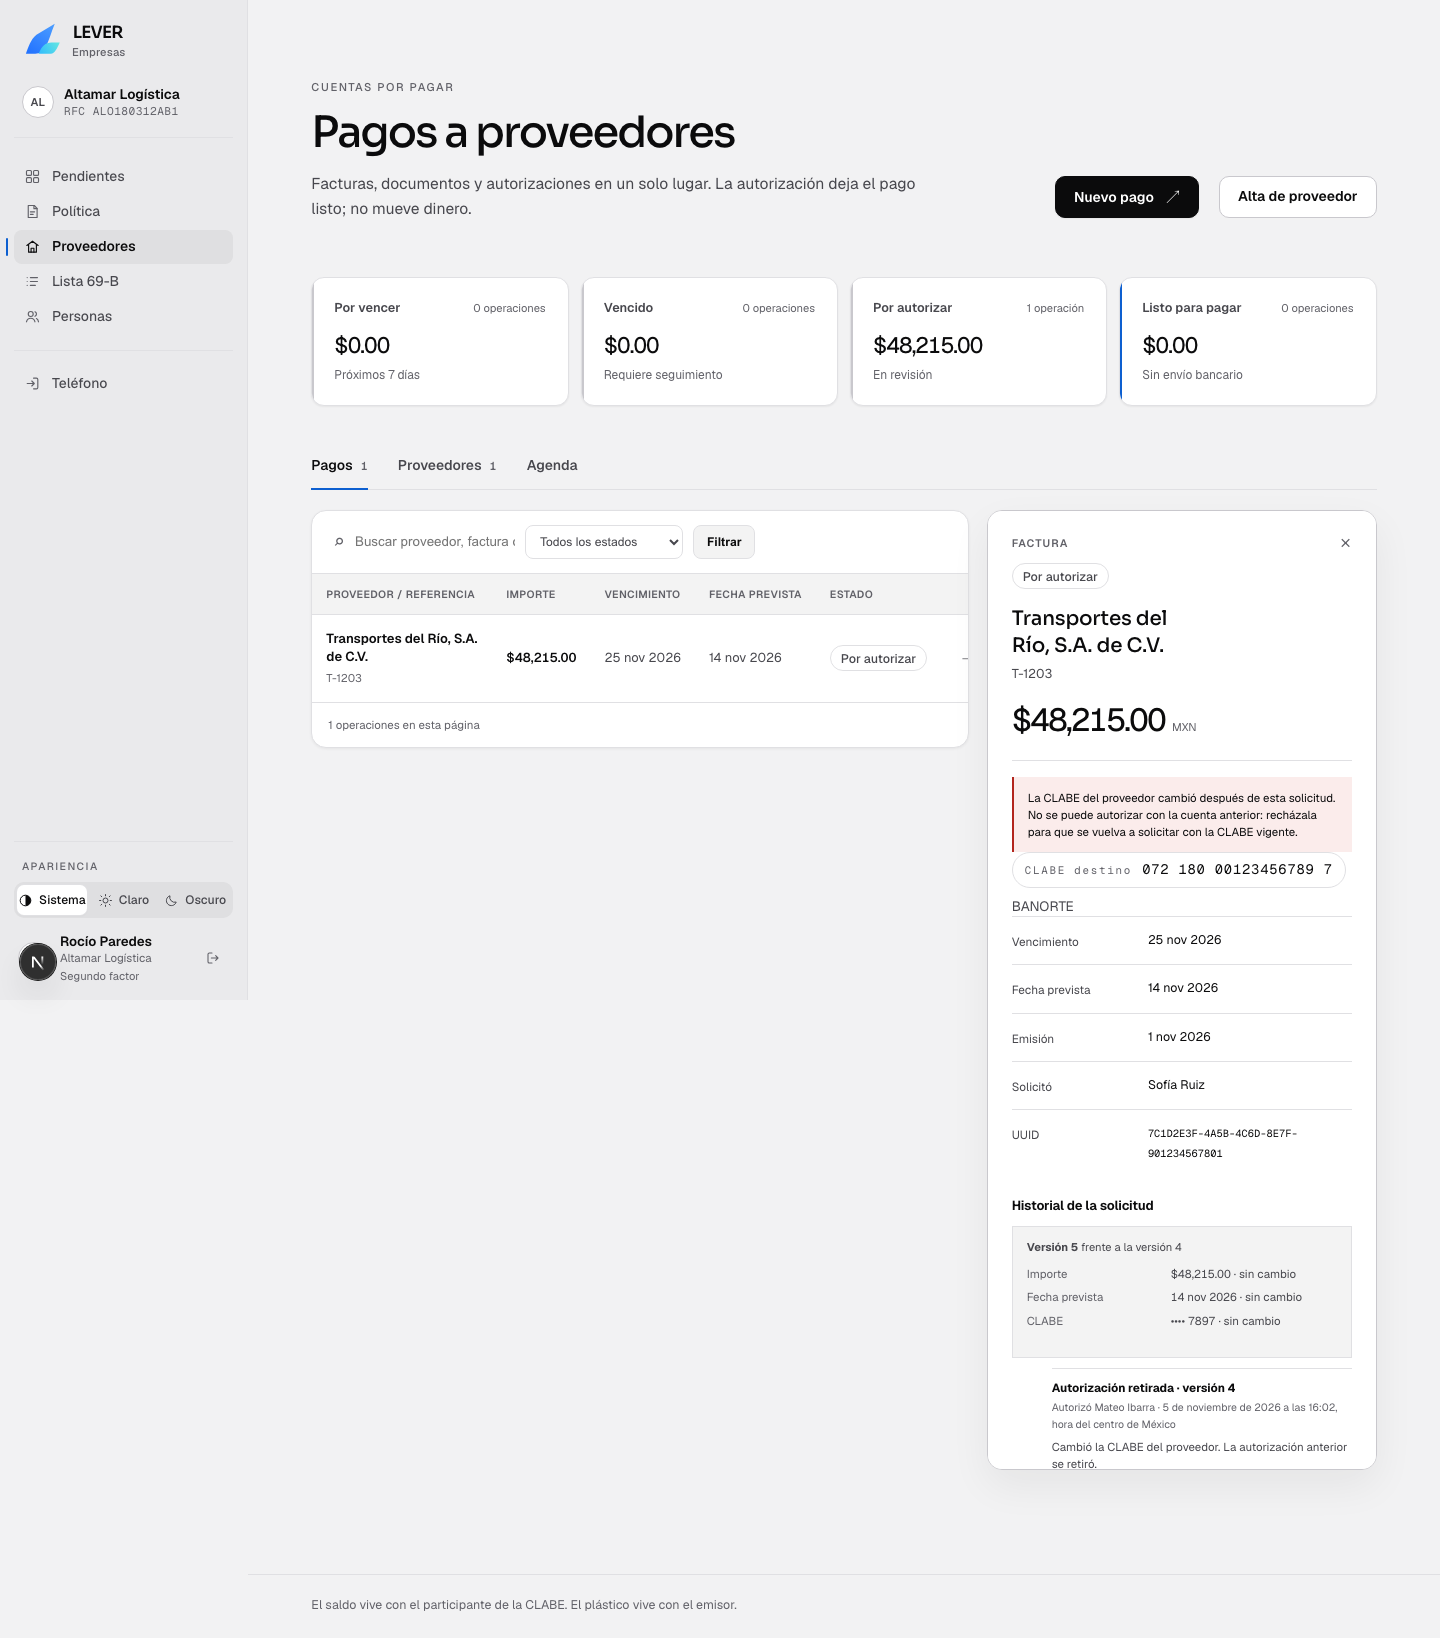 LEVER
Empresas
AL
Altamar Logística
RFC ALO180312AB1
Pendientes
Política
Proveedores
Lista 69-B
Personas
Teléfono
APARIENCIA
Sistema
Claro
Oscuro
N
Rocío Paredes
Altamar Logística
Segundo factor
CUENTAS POR PAGAR
Pagos a proveedores
Facturas, documentos y autorizaciones en un solo lugar. La autorización deja el pago
listo; no mueve dinero.
Nuevo pago
Alta de proveedor
Por vencer
0 operaciones
$0.00
Próximos 7 días
Vencido
0 operaciones
$0.00
Requiere seguimiento
Por autorizar
1 operación
$48,215.00
En revisión
Listo para pagar
0 operaciones
$0.00
Sin envío bancario
Pagos 1
Proveedores 1
Agenda
Buscar proveedor, factura
Todos los estados
Filtrar
PROVEEDOR / REFERENCIA
IMPORTE
VENCIMIENTO
FECHA PREVISTA
ESTADO
Transportes del Río, S.A.
de C.V.
T-1203
$48,215.00
25 nov 2026
14 nov 2026
Por autorizar
1 operaciones en esta página
FACTURA
Por autorizar
Transportes del
Río, S.A. de C.V.
T-1203
$48,215.00 MXN
La CLABE del proveedor cambió después de esta solicitud.
No se puede autorizar con la cuenta anterior: recházala
para que se vuelva a solicitar con la CLABE vigente.
CLABE destino 072 180 00123456789 7
BANORTE
Vencimiento 25 nov 2026
Fecha prevista 14 nov 2026
Emisión 1 nov 2026
Solicitó Sofía Ruiz
UUID 7C1D2E3F-4A5B-4C6D-8E7F-
901234567801
Historial de la solicitud
Versión 5 frente a la versión 4
Importe $48,215.00 · sin cambio
Fecha prevista 14 nov 2026 · sin cambio
CLABE •••• 7897 · sin cambio
Autorización retirada · versión 4
Autorizó Mateo Ibarra · 5 de noviembre de 2026 a las 16:02,
hora del centro de México
Cambió la CLABE del proveedor. La autorización anterior
se retiró.
El saldo vive con el participante de la CLABE. El plástico vive con el emisor.